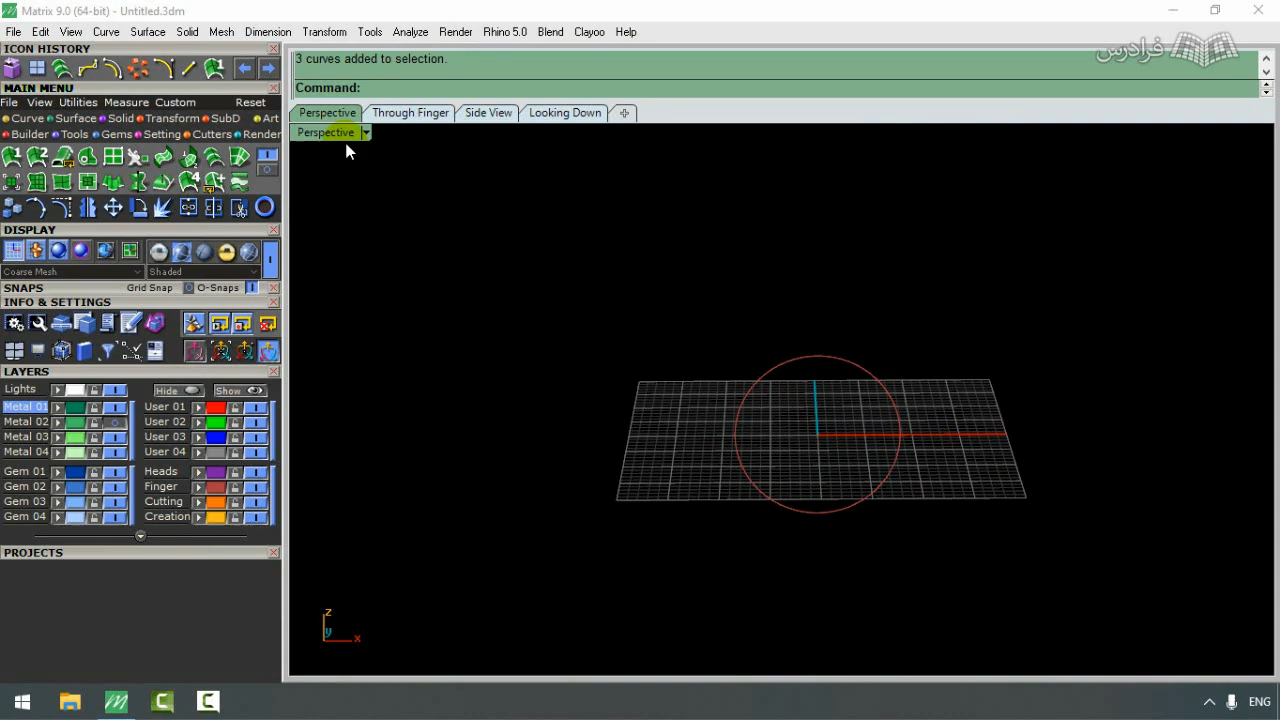 Matrix 9.0 (64-bit) - Untitled.3dm
File Edit View Curve Surface Solid Mesh Dimension Transform Tools Analyze Render Rhino 5.0 Blend Clayoo Help
ICON HISTORY
3 curves added to selection.
فرادرس
MAIN MENU
Command:
File View Utilities Measure Custom Reset
Perspective Through Finger Side View Looking Down
Curve Surface Solid Transform SubD Art
Builder Tools Gems Setting Cutters Render
Perspective
1 2
4
DISPLAY
Coarse Mesh Shaded
SNAPS Grid Snap O-Snaps
INFO & SETTINGS
LAYERS
Lights Hide Show
Metal 01 User 01
Metal 02 User 02
Metal 03 User 03
Metal 04 User 04
Gem 01 Heads
Gem 02 Finger
Gem 03 Cutting
Gem 04 Creation
PROJECTS
z
y x
ENG